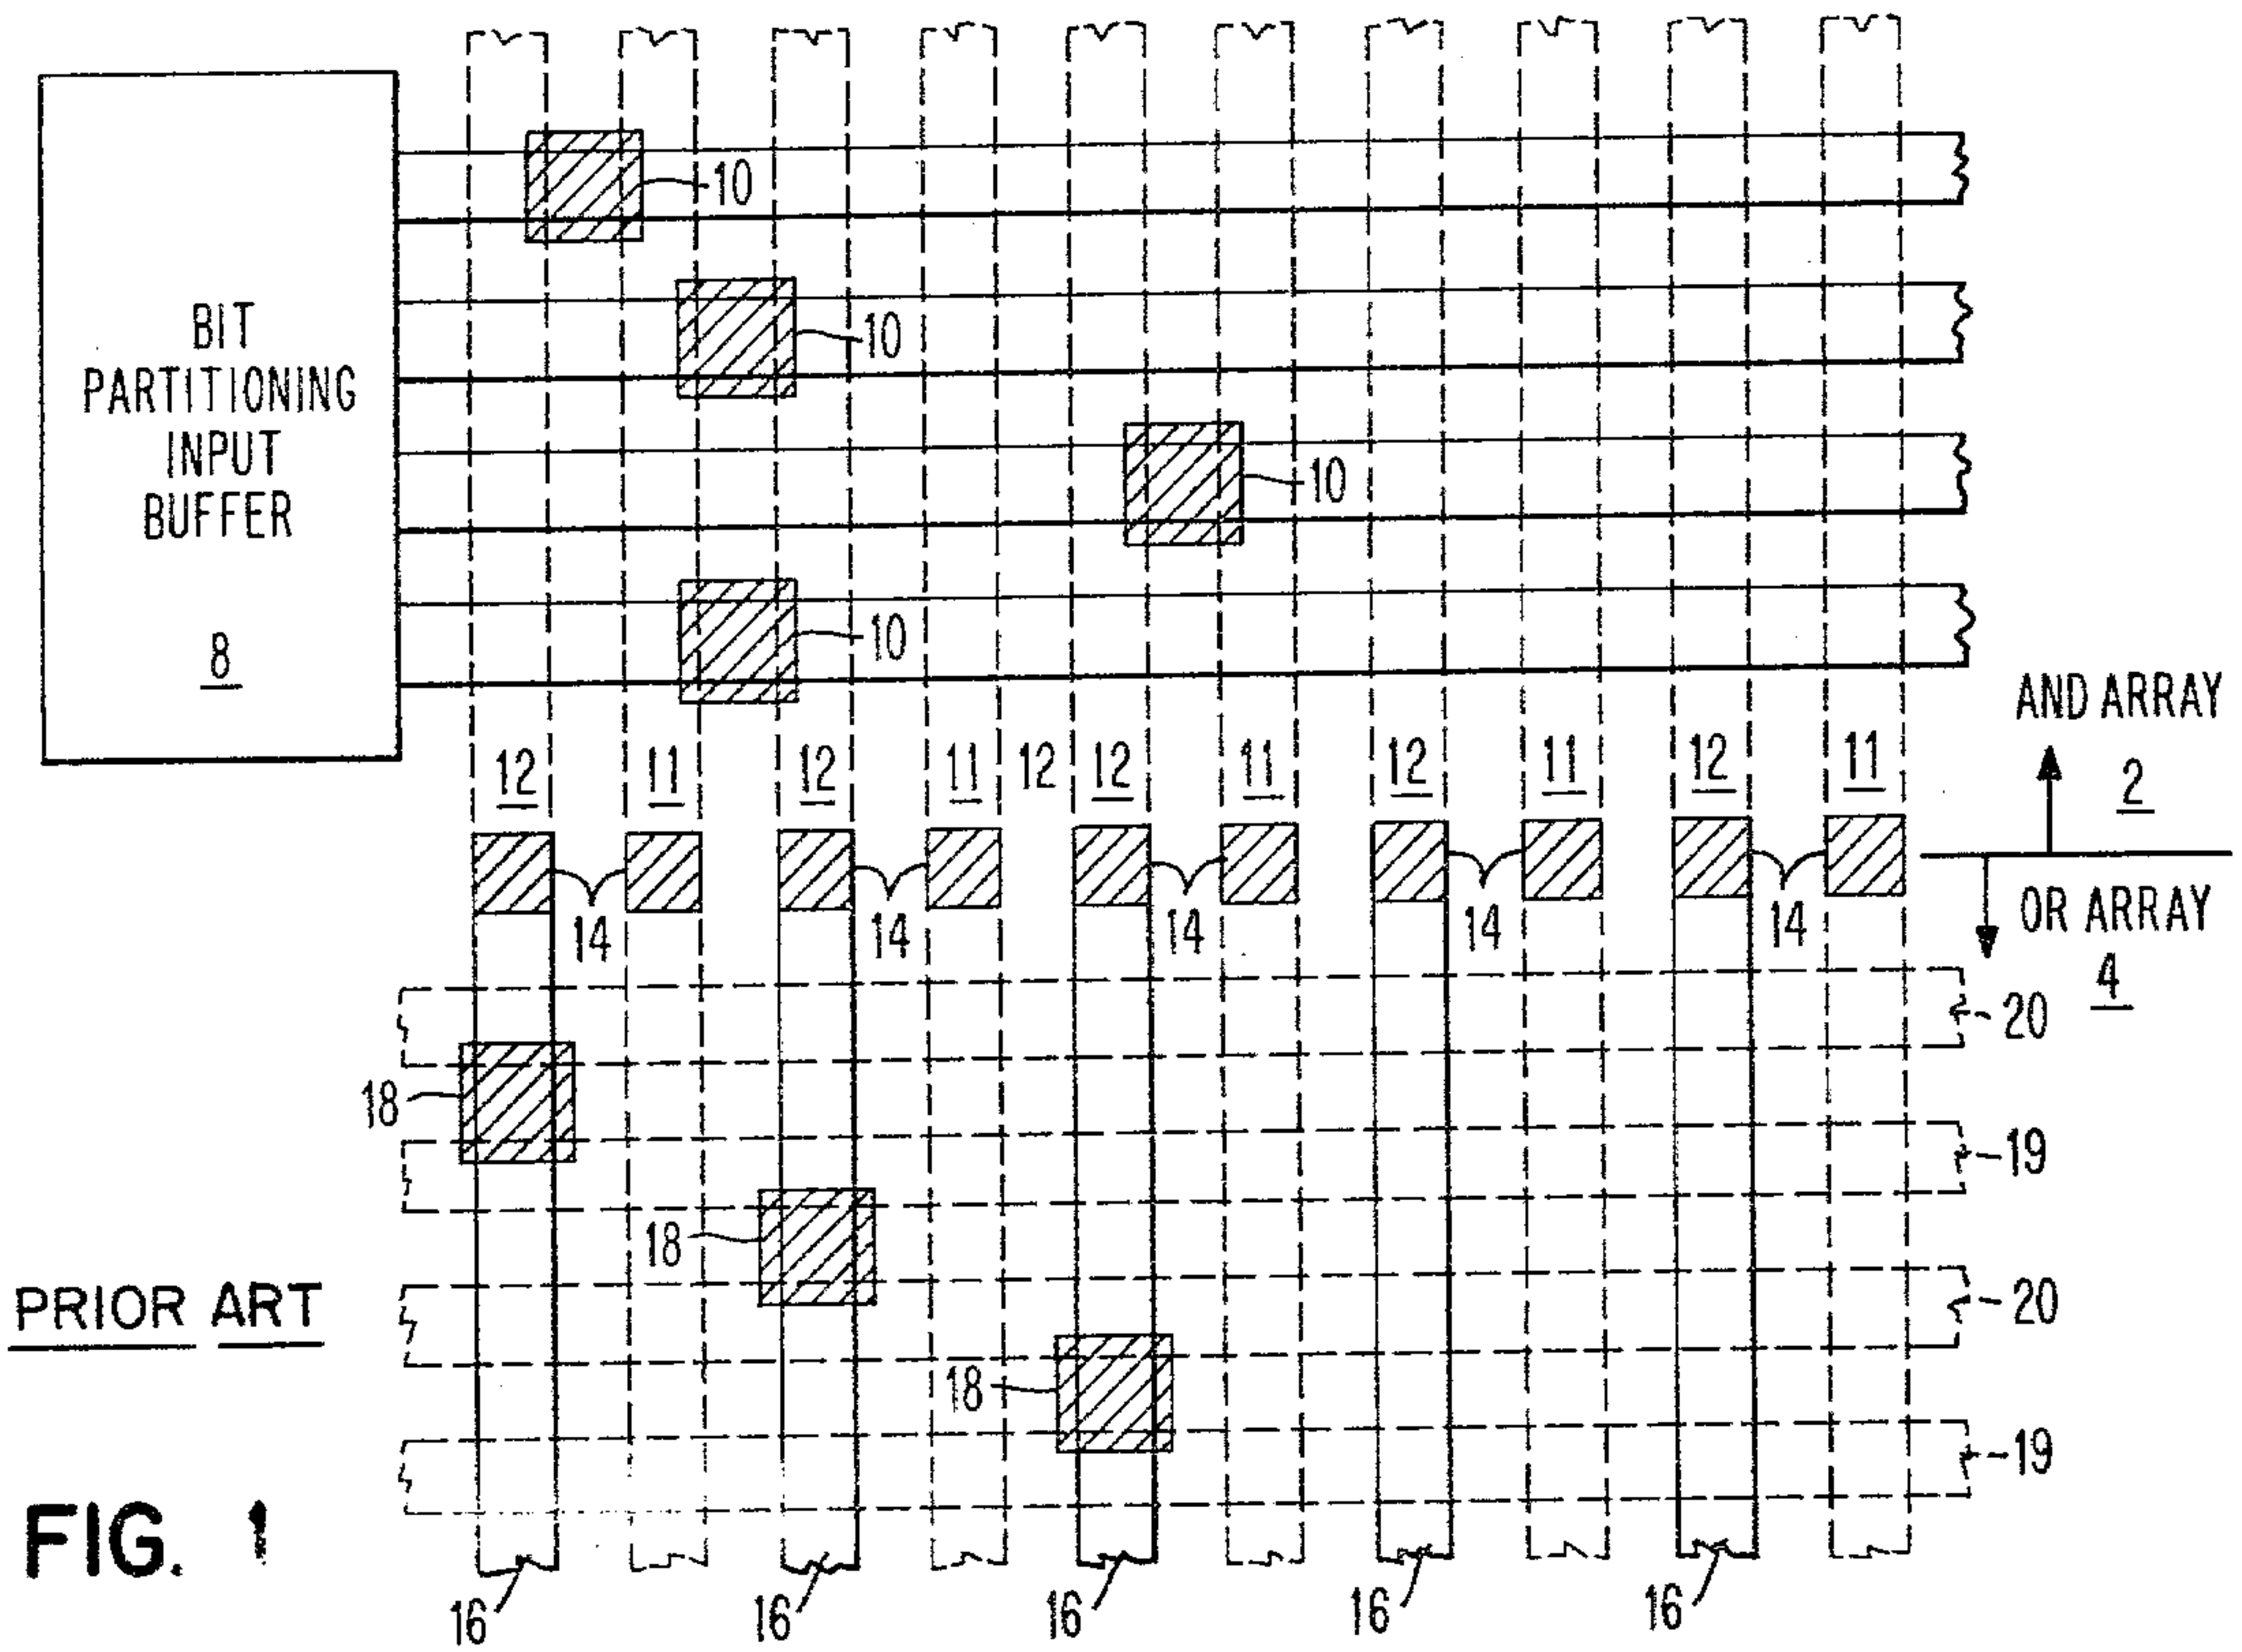 10
10
10
10
BIT
PARTITIONING
INPUT
BUFFER
8
AND ARRAY
2
12 11 12 11 12 12 11 12 11 12 11
14 14 14 14 14
OR ARRAY
4
20
18
19
18
20
18
19
PRIOR ART
FIG. 1
16 16 16 16 16